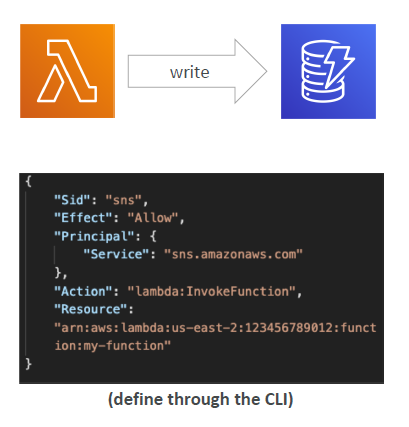 write
{
"Sid": "sns",
"Effect": "Allow",
"Principal": {
"Service": "sns.amazonaws.com"
},
"Action": "lambda:InvokeFunction",
"Resource":
"arn:aws:lambda:us-east-2:123456789012:funct
ion:my-function"
}
(define through the CLI)